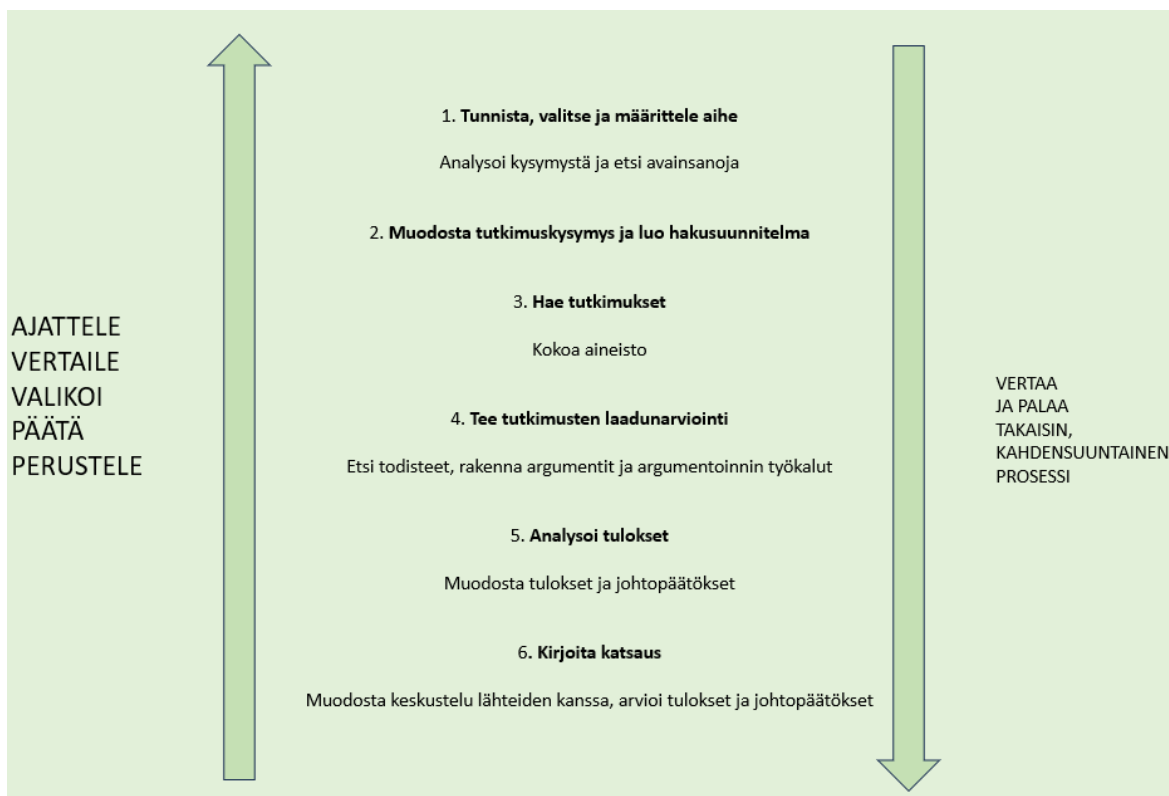 AJATTELE
VERTAILE
VALIKOI
PÄÄTÄ
PERUSTELE
1. Tunnista, valitse ja määrittele aihe
Analysoi kysymystä ja etsi avainsanoja
2. Muodosta tutkimuskysymys ja luo hakusuunnitelma
3. Hae tutkimukset
Kokoa aineisto
4. Tee tutkimusten laadunarviointi
Etsi todisteet, rakenna argumentit ja argumentoinnin työkalut
5. Analysoi tulokset
Muodosta tulokset ja johtopäätökset
6. Kirjoita katsaus
Muodosta keskustelu lähteiden kanssa, arvioi tulokset ja johtopäätökset
VERTAA
JA PALAA
TAKAISIN,
KAHDENSUUNTAINEN
PROSESSI